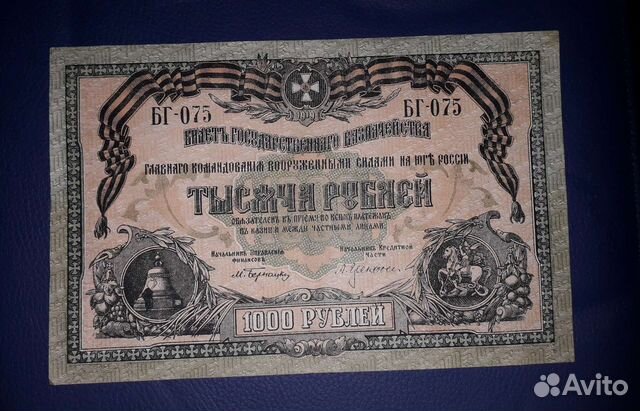 БГ-075 БГ-075
Билетъ Государственнаго Казначейства
Главнаго Командованія Вооруженными Силами на Югѣ Россіи
Тысяча Рублей
Обязателенъ къ пріему во всѣхъ платежахъ
въ казну и между частными лицами.
Начальникъ Управленія
Финансовъ
Начальникъ Кредитной
Части
М. Бернацкій
1000 РУБЛЕЙ
Avito